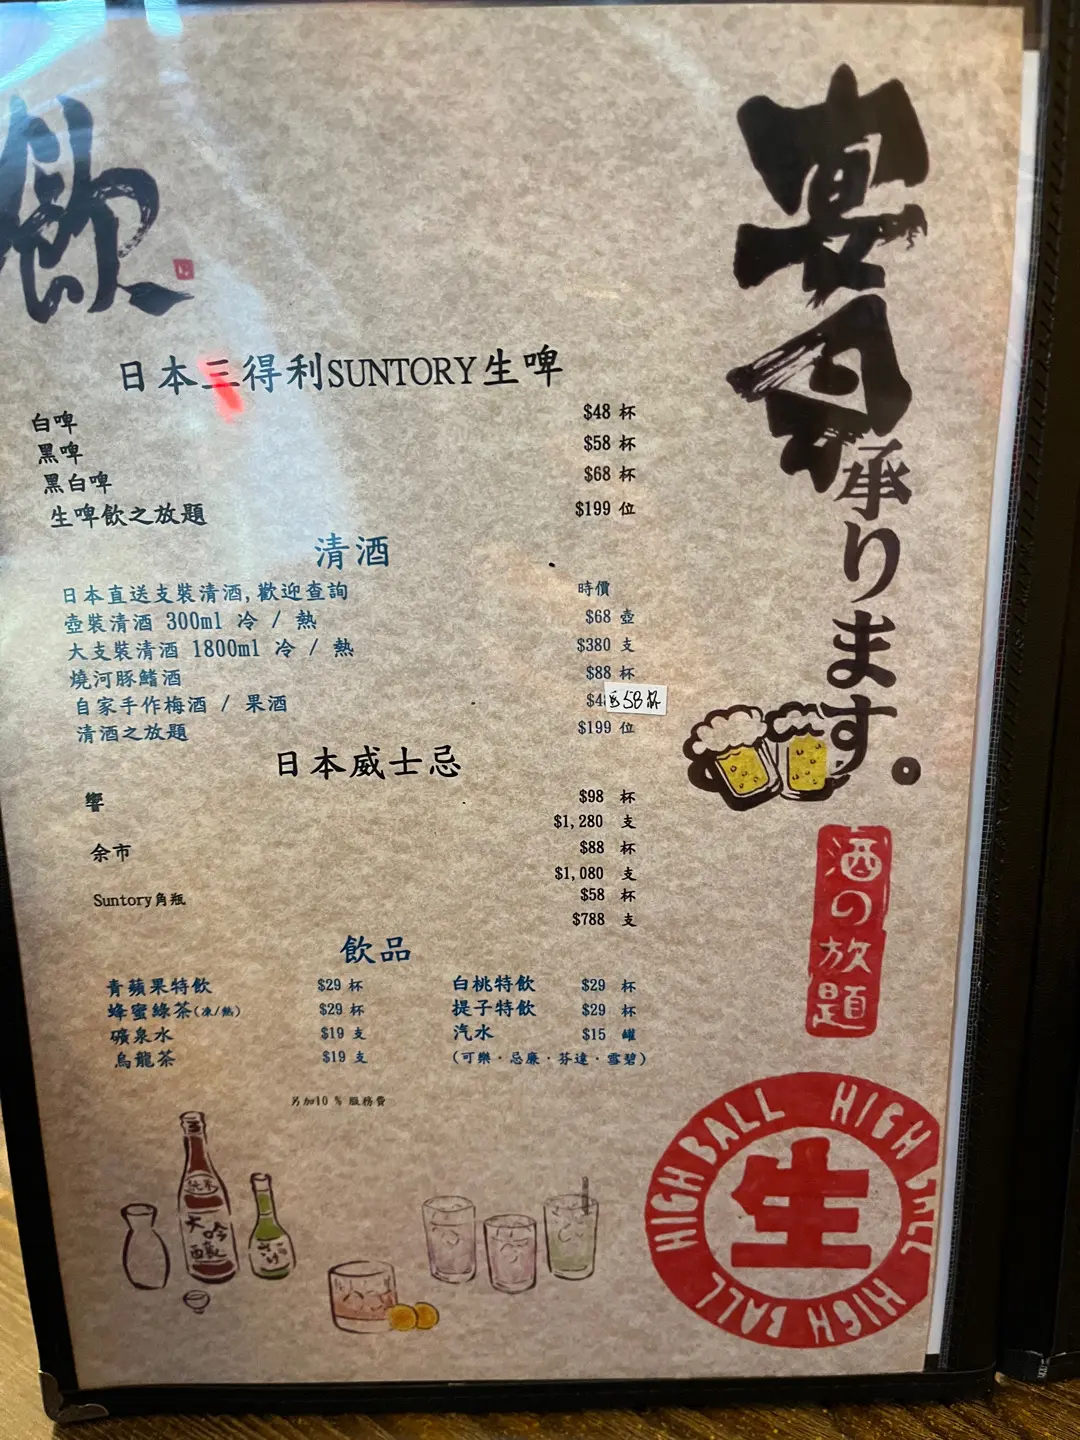 飲
宴会
承ります。
日本三得利SUNTORY生啤
白啤 $48 杯
黑啤 $58 杯
黑白啤 $68 杯
生啤飲之放題 $199 位
清酒
日本直送支裝清酒,歡迎查詢 時價
壺裝清酒 300ml 冷 / 熱 $68 壺
大支裝清酒 1800ml 冷 / 熱 $380 支
燒河豚鰭酒 $88 杯
自家手作梅酒 / 果酒 $58 杯
清酒之放題 $199 位
日本威士忌
響 $98 杯
$1,280 支
余市 $88 杯
$1,080 支
Suntory角瓶 $58 杯
$788 支
飲品
青蘋果特飲 $29 杯 白桃特飲 $29 杯
蜂蜜綠茶(凍/熱) $29 杯 提子特飲 $29 杯
礦泉水 $19 支 汽水 $15 罐
烏龍茶 $19 支 (可樂·忌廉·芬達·雪碧)
另加10 % 服務費
酒の放題
HIGH BALL HIGH BALL HIGH BALL
生
純米
大吟醸